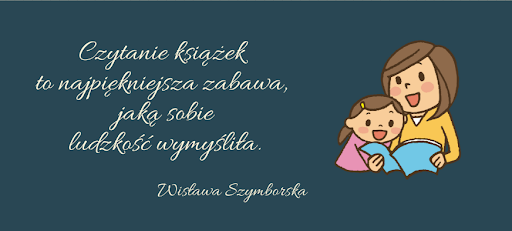 Czytanie książek
to najpiękniejsza zabawa,
jaką sobie
ludzkość wymyśliła.
Wisława Szymborska